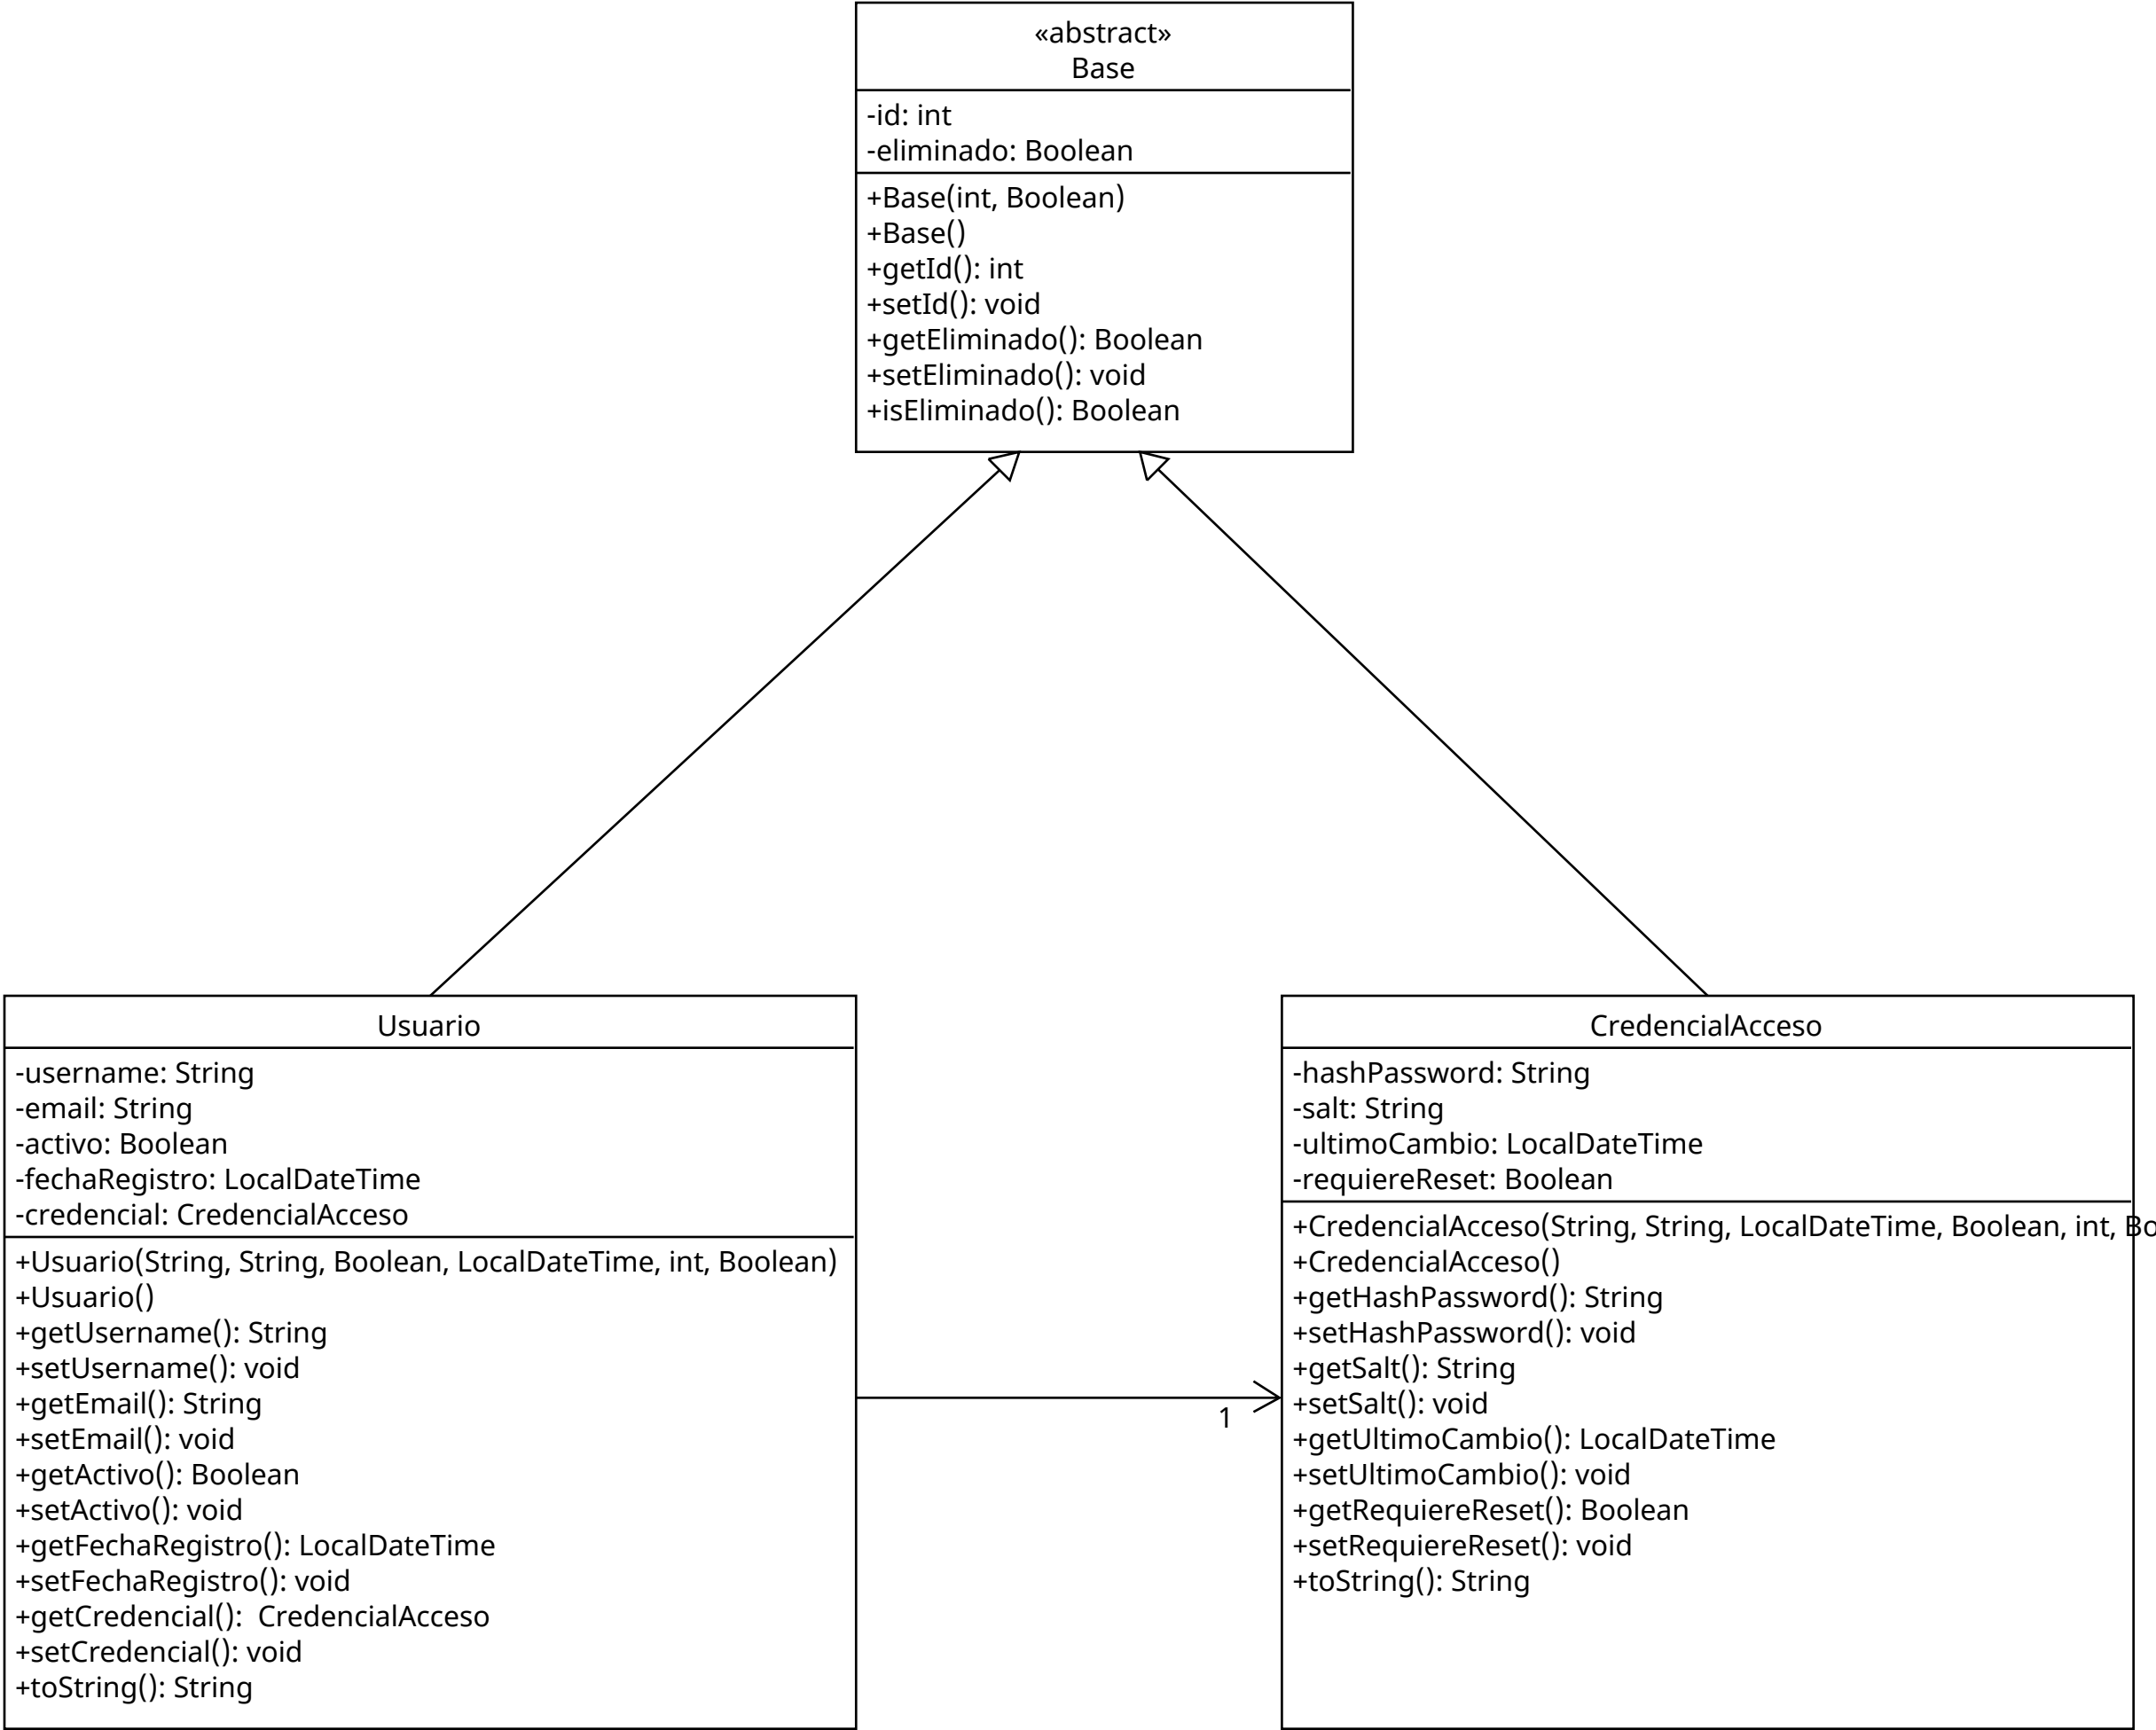 «abstract»
Base
-id: int
-eliminado: Boolean
+Base(int, Boolean)
+Base()
+getId(): int
+setId(): void
+getEliminado(): Boolean
+setEliminado(): void
+isEliminado(): Boolean
Usuario
-username: String
-email: String
-activo: Boolean
-fechaRegistro: LocalDateTime
-credencial: CredencialAcceso
+Usuario(String, String, Boolean, LocalDateTime, int, Boolean)
+Usuario()
+getUsername(): String
+setUsername(): void
+getEmail(): String
+setEmail(): void
+getActivo(): Boolean
+setActivo(): void
+getFechaRegistro(): LocalDateTime
+setFechaRegistro(): void
+getCredencial():  CredencialAcceso
+setCredencial(): void
+toString(): String
1
CredencialAcceso
-hashPassword: String
-salt: String
-ultimoCambio: LocalDateTime
-requiereReset: Boolean
+CredencialAcceso(String, String, LocalDateTime, Boolean, int, Bo
+CredencialAcceso()
+getHashPassword(): String
+setHashPassword(): void
+getSalt(): String
+setSalt(): void
+getUltimoCambio(): LocalDateTime
+setUltimoCambio(): void
+getRequiereReset(): Boolean
+setRequiereReset(): void
+toString(): String